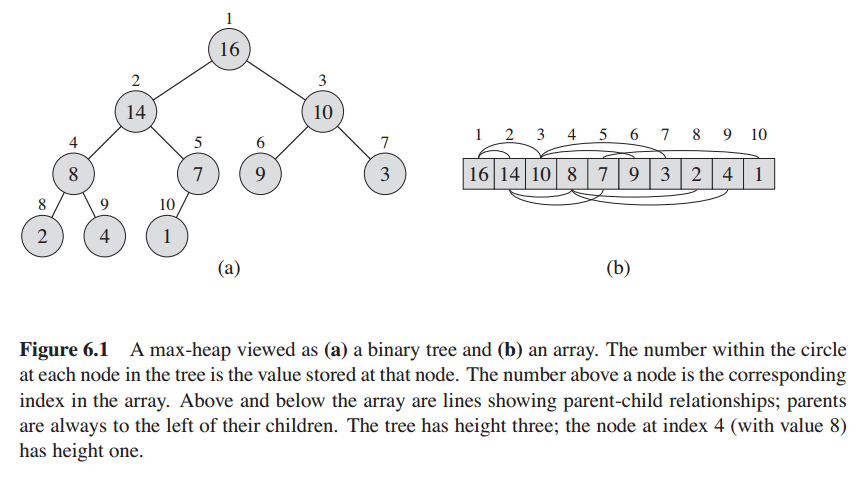 1
16
2
3
14
10
4
5
6
7
8
7
9
3
8
9
10
2
4
1
(a)
1 2 3 4 5 6 7 8 9 10
16 14 10 8 7 9 3 2 4 1
(b)
Figure 6.1 A max-heap viewed as (a) a binary tree and (b) an array. The number within the circle
at each node in the tree is the value stored at that node. The number above a node is the corresponding
index in the array. Above and below the array are lines showing parent-child relationships; parents
are always to the left of their children. The tree has height three; the node at index 4 (with value 8)
has height one.